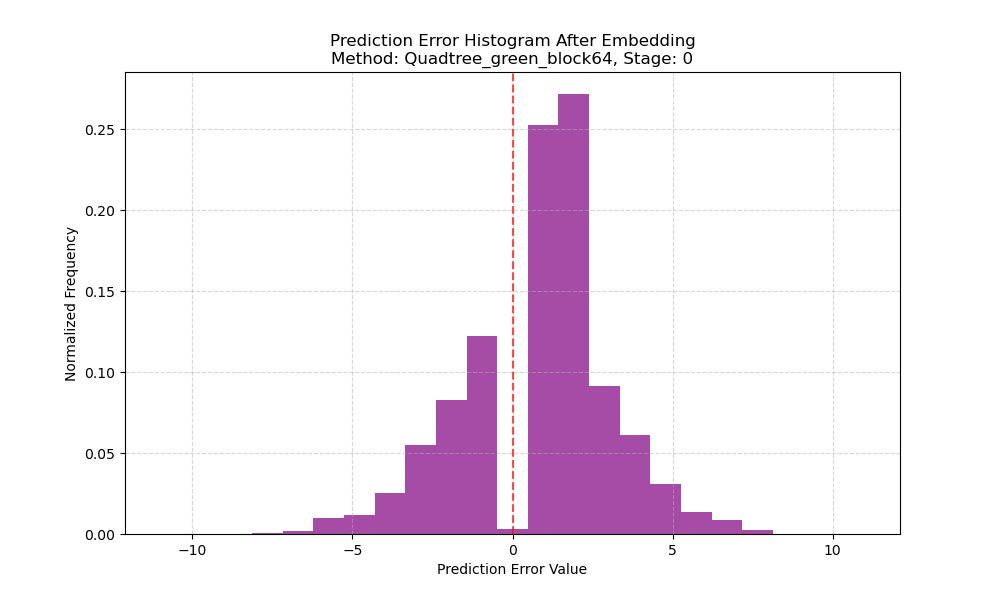 Prediction Error Histogram After Embedding
Method: Quadtree_green_block64, Stage: 0
Normalized Frequency
0.25
0.20
0.15
0.10
0.05
0.00
−10
−5
0
5
10
Prediction Error Value